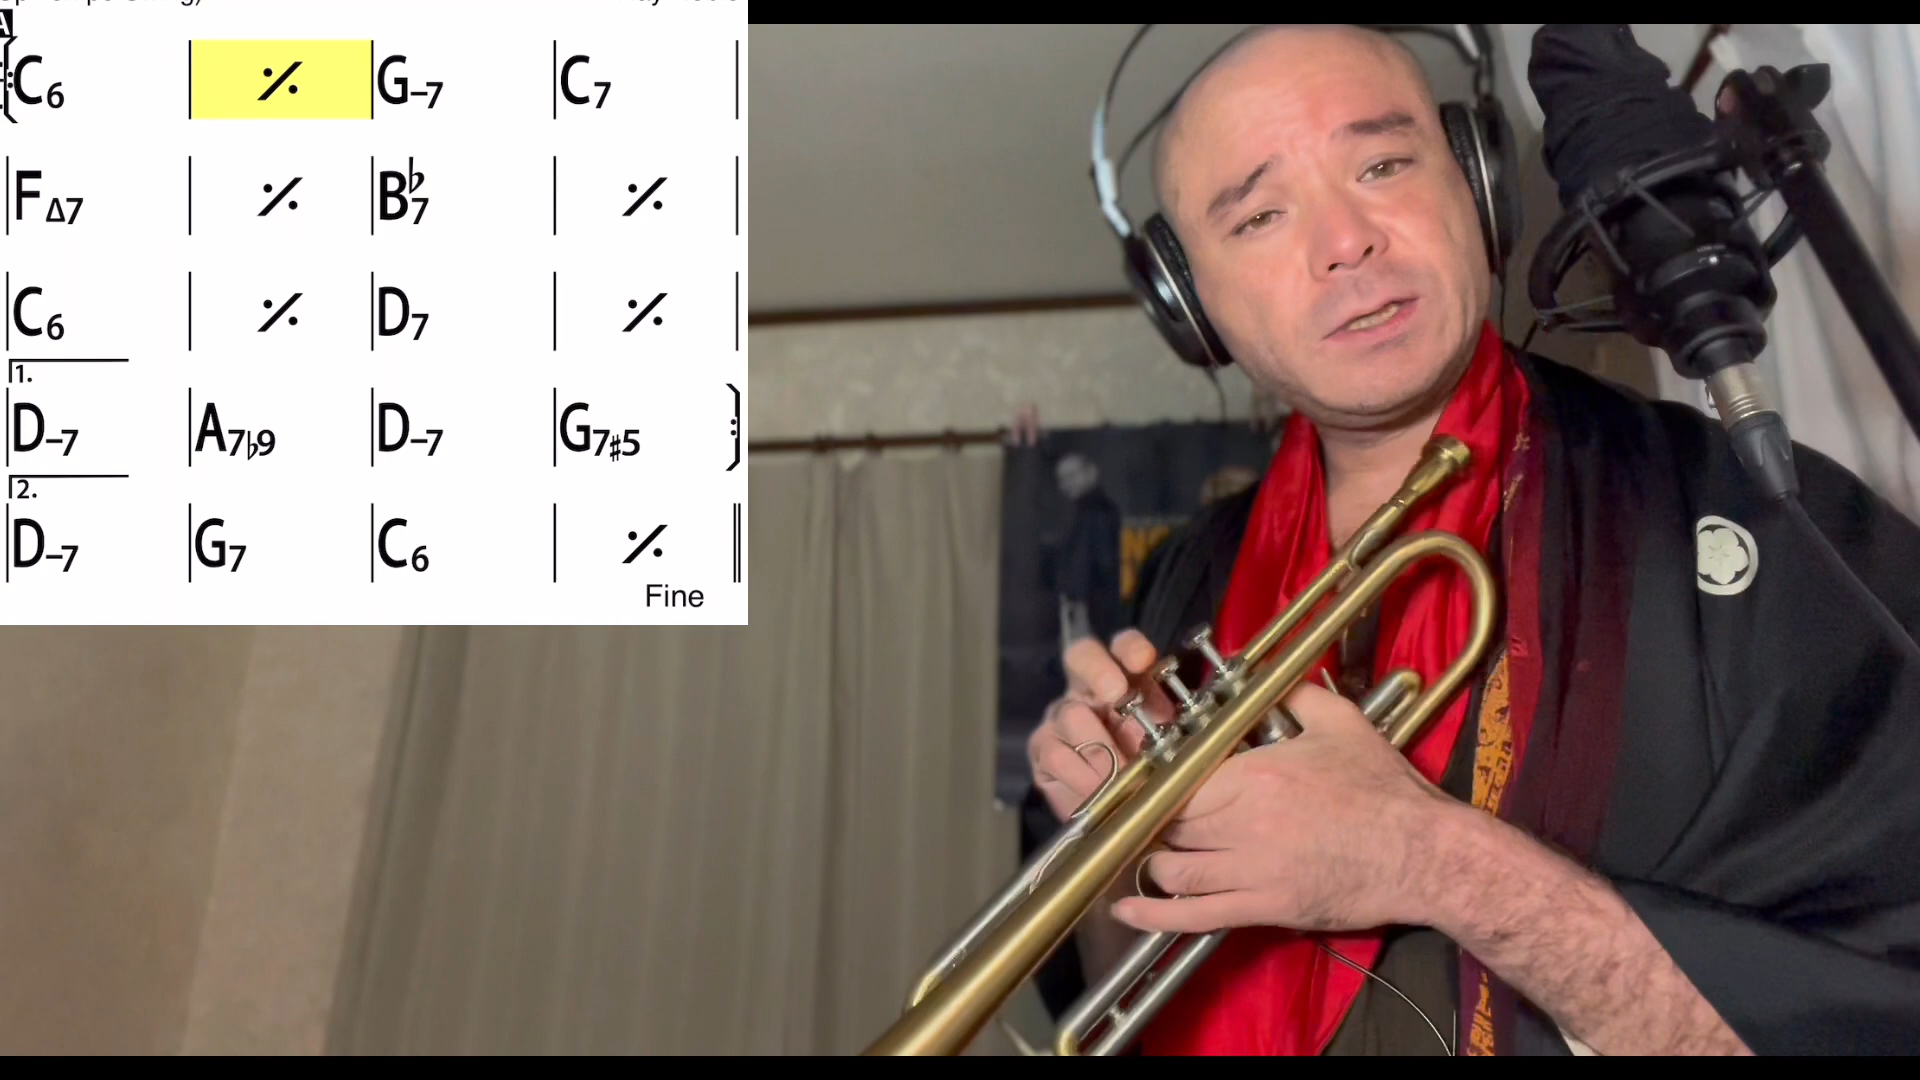 A
C6 𝄎 G–7 C7
FΔ7 𝄎 B♭7 𝄎
C6 𝄎 D7 𝄎
1.
D–7 A7♭9 D–7 G7♯5
2.
D–7 G7 C6 𝄎
Fine